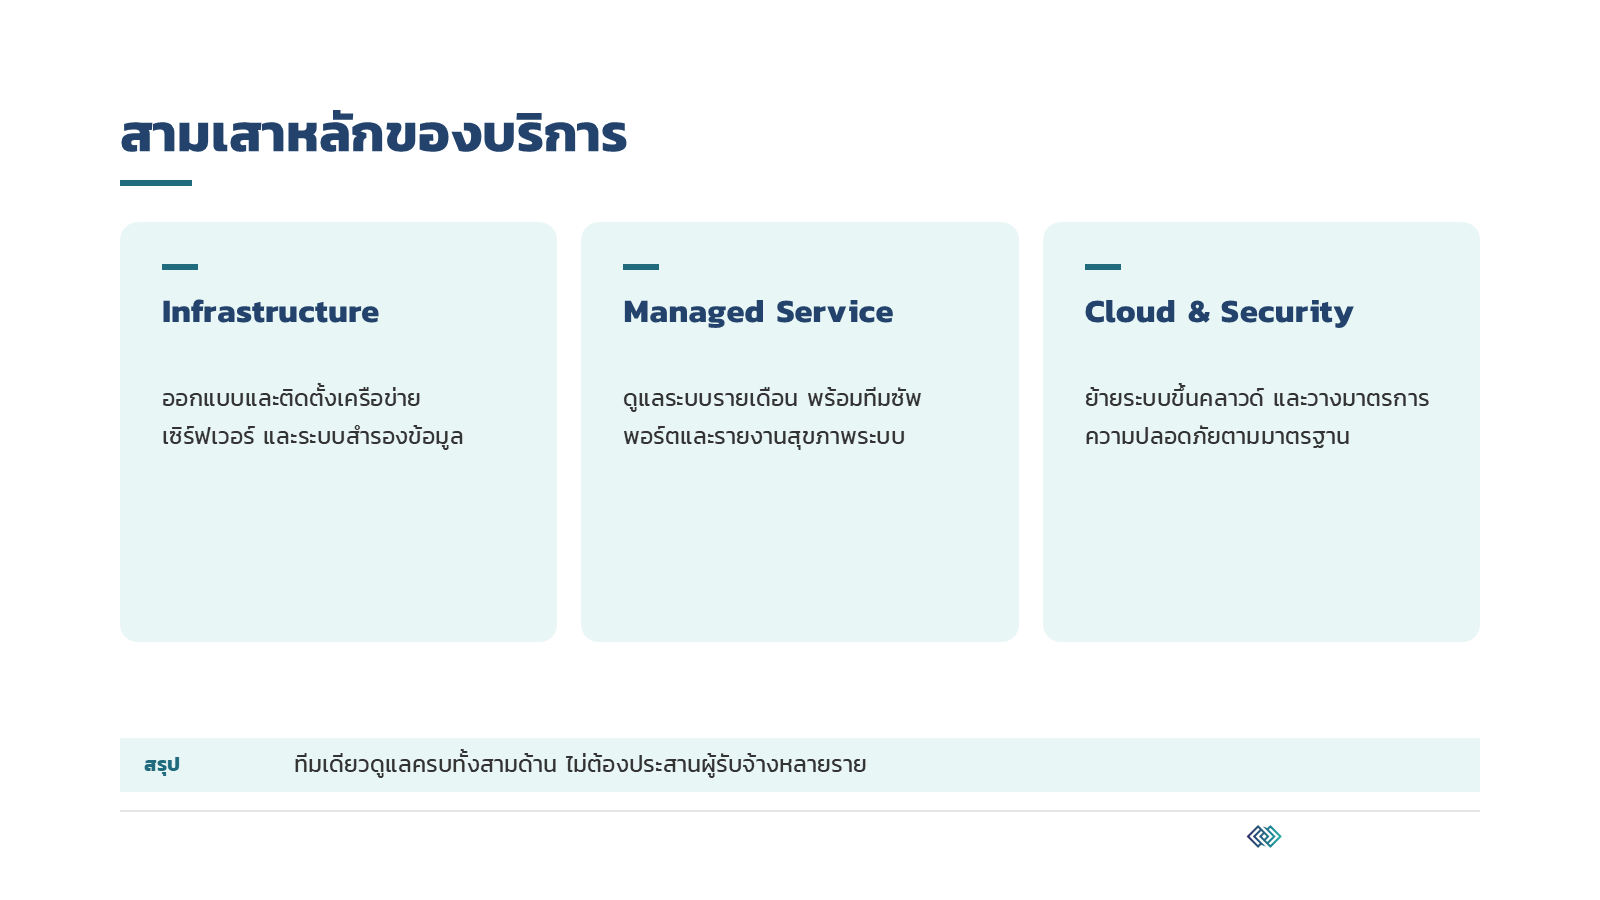 สามเสาหลักของบริการ
Infrastructure
ออกแบบและติดตั้งเครือข่าย
เซิร์ฟเวอร์ และระบบสำรองข้อมูล
Managed Service
ดูแลระบบรายเดือน พร้อมทีมซัพ
พอร์ตและรายงานสุขภาพระบบ
Cloud & Security
ย้ายระบบขึ้นคลาวด์ และวางมาตรการ
ความปลอดภัยตามมาตรฐาน
สรุป ทีมเดียวดูแลครบทั้งสามด้าน ไม่ต้องประสานผู้รับจ้างหลายราย